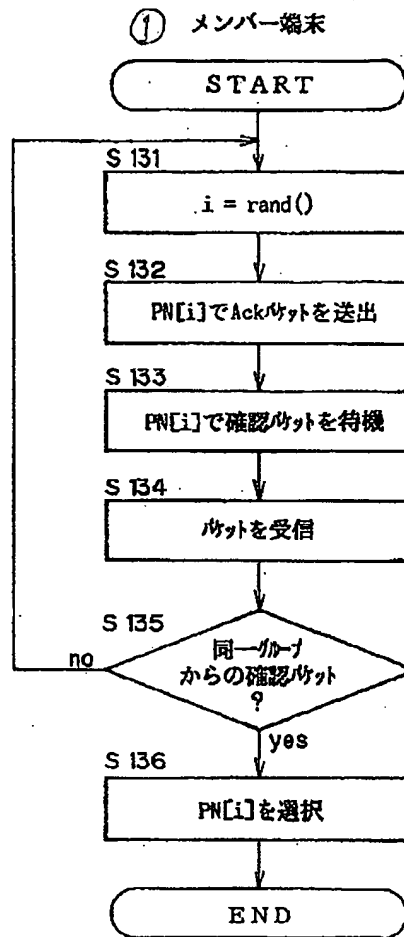 ① メンバー端末
START
S 131
i = rand()
S 132
PN[i]でAckパケットを送出
S 133
PN[i]で確認パケットを待機
S 134
パケットを受信
S 135
同一グループ
からの確認パケット
?
no
yes
S 136
PN[i]を選択
END